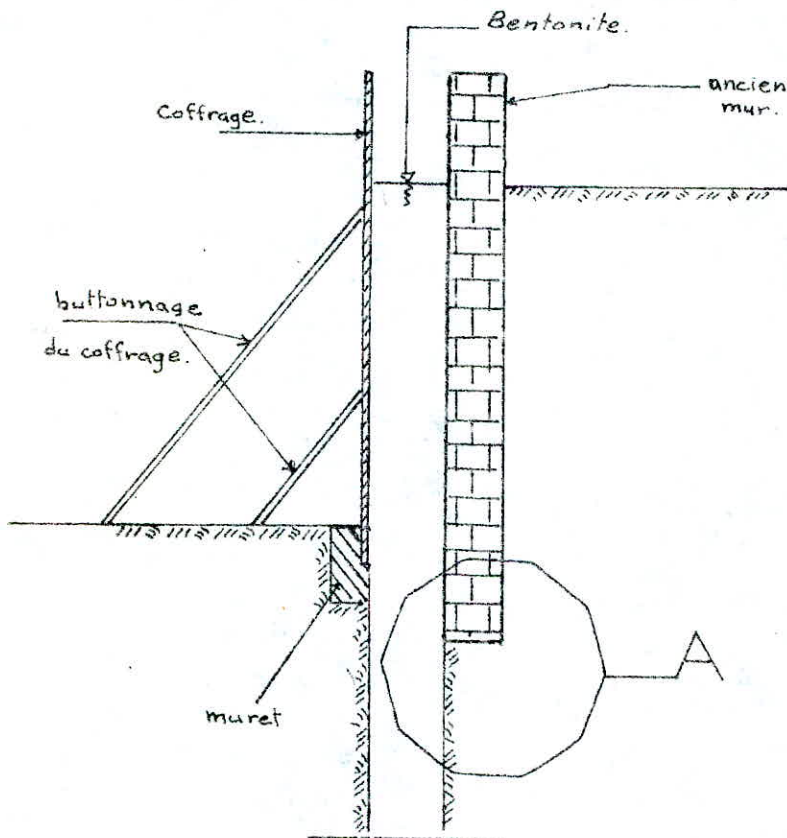 Bentonite.
ancien
mur.
Coffrage.
buttonnage
du coffrage.
A
muret